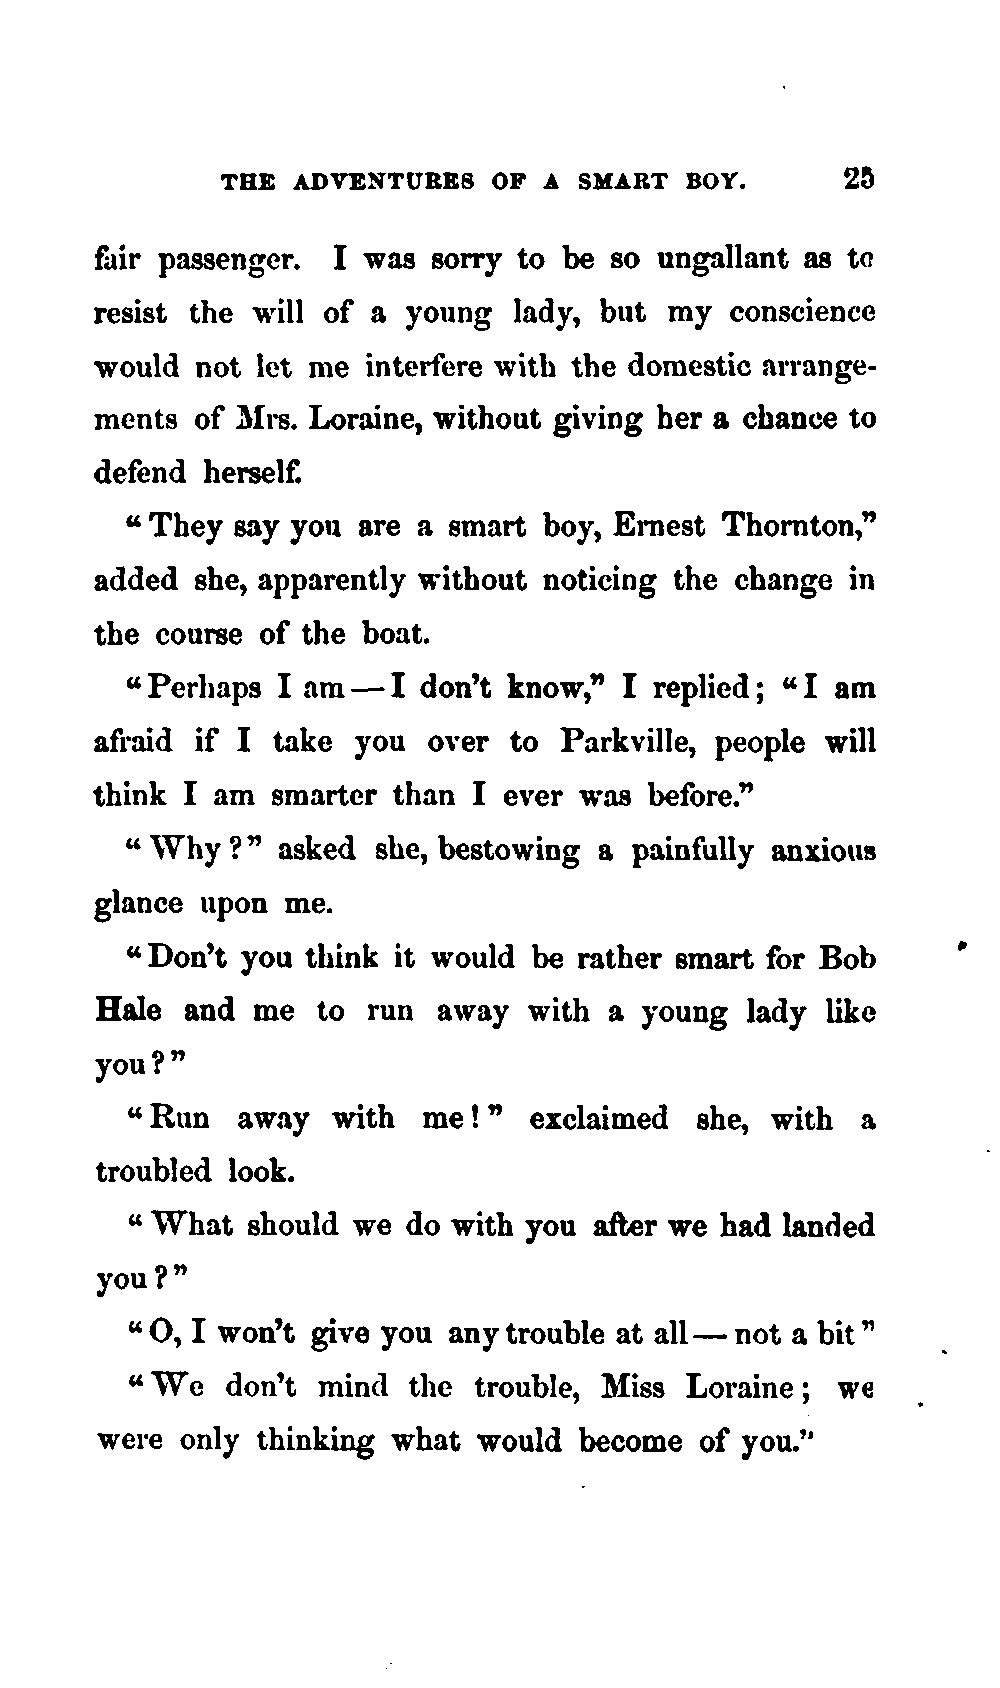 THE ADVENTURES OF A SMART BOY. 25
fair passenger. I was sorry to be so ungallant as to
resist the will of a young lady, but my conscience
would not let me interfere with the domestic arrange-
ments of Mrs. Loraine, without giving her a chance to
defend herself.
“They say you are a smart boy, Ernest Thornton,”
added she, apparently without noticing the change in
the course of the boat.
“Perhaps I am — I don’t know,” I replied; “I am
afraid if I take you over to Parkville, people will
think I am smarter than I ever was before.”
“Why?” asked she, bestowing a painfully anxious
glance upon me.
“Don’t you think it would be rather smart for Bob
Hale and me to run away with a young lady like
you?”
“Run away with me!” exclaimed she, with a
troubled look.
“What should we do with you after we had landed
you?”
“O, I won’t give you any trouble at all — not a bit”
“We don’t mind the trouble, Miss Loraine; we
were only thinking what would become of you.”